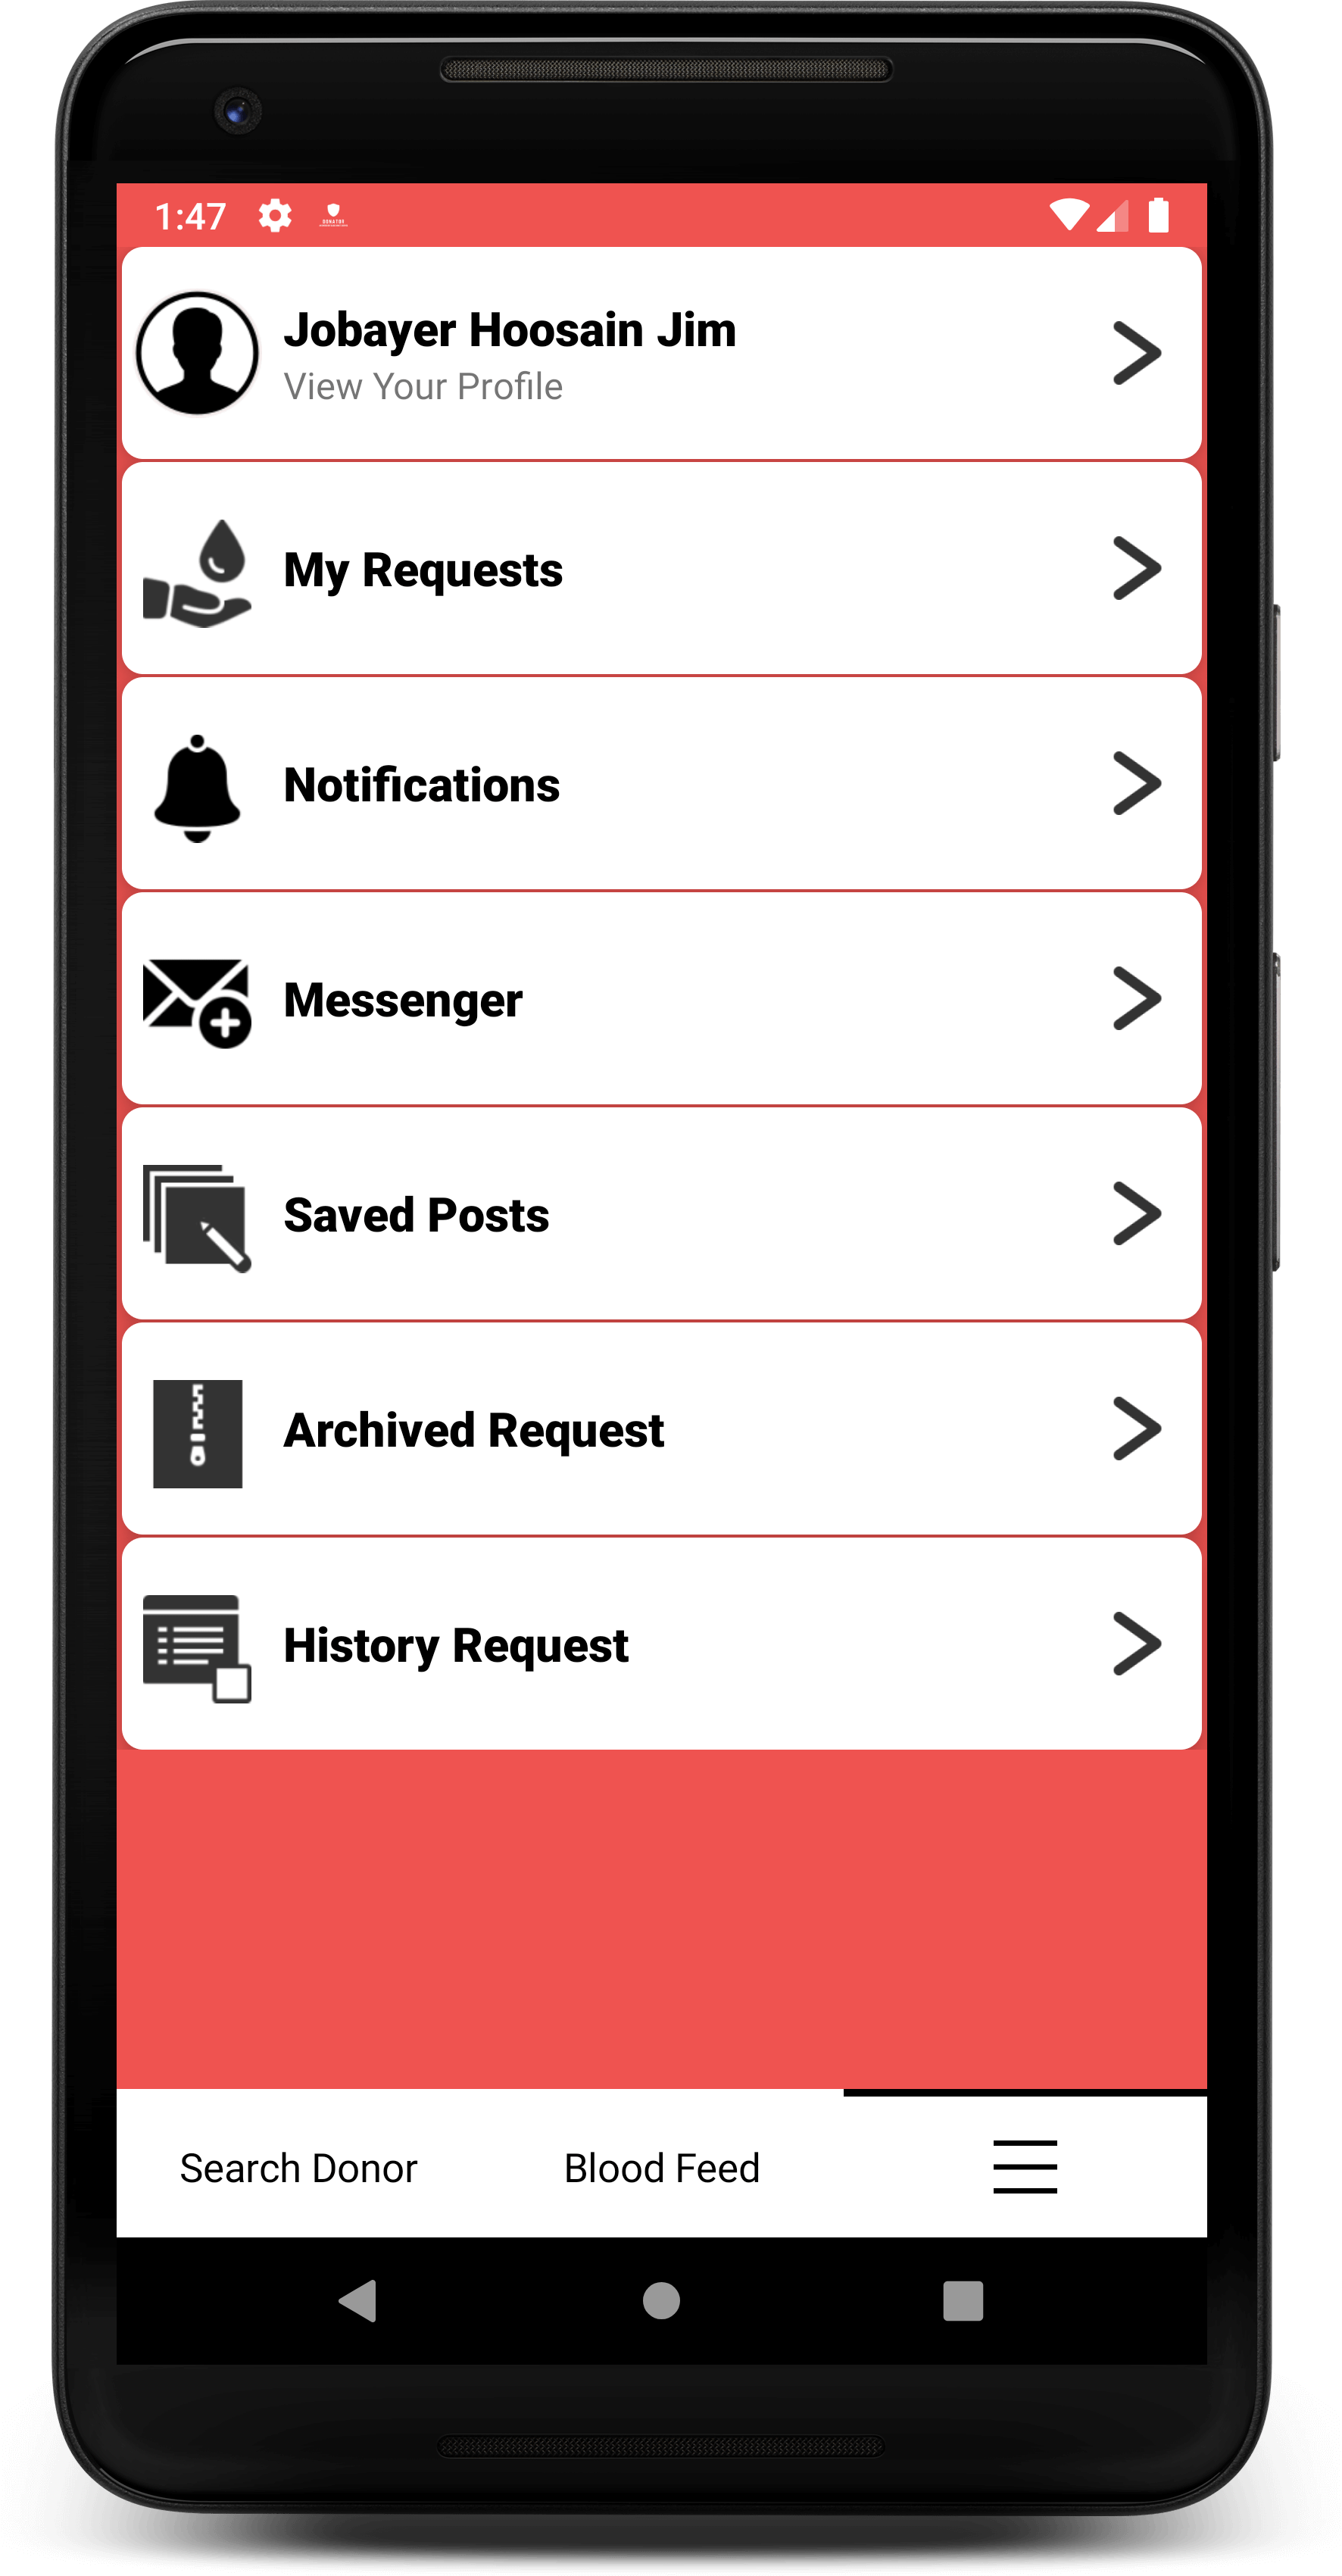 1:47
DONATOR
Jobayer Hoosain Jim
View Your Profile
My Requests
Notifications
Messenger
Saved Posts
Archived Request
History Request
Search Donor
Blood Feed